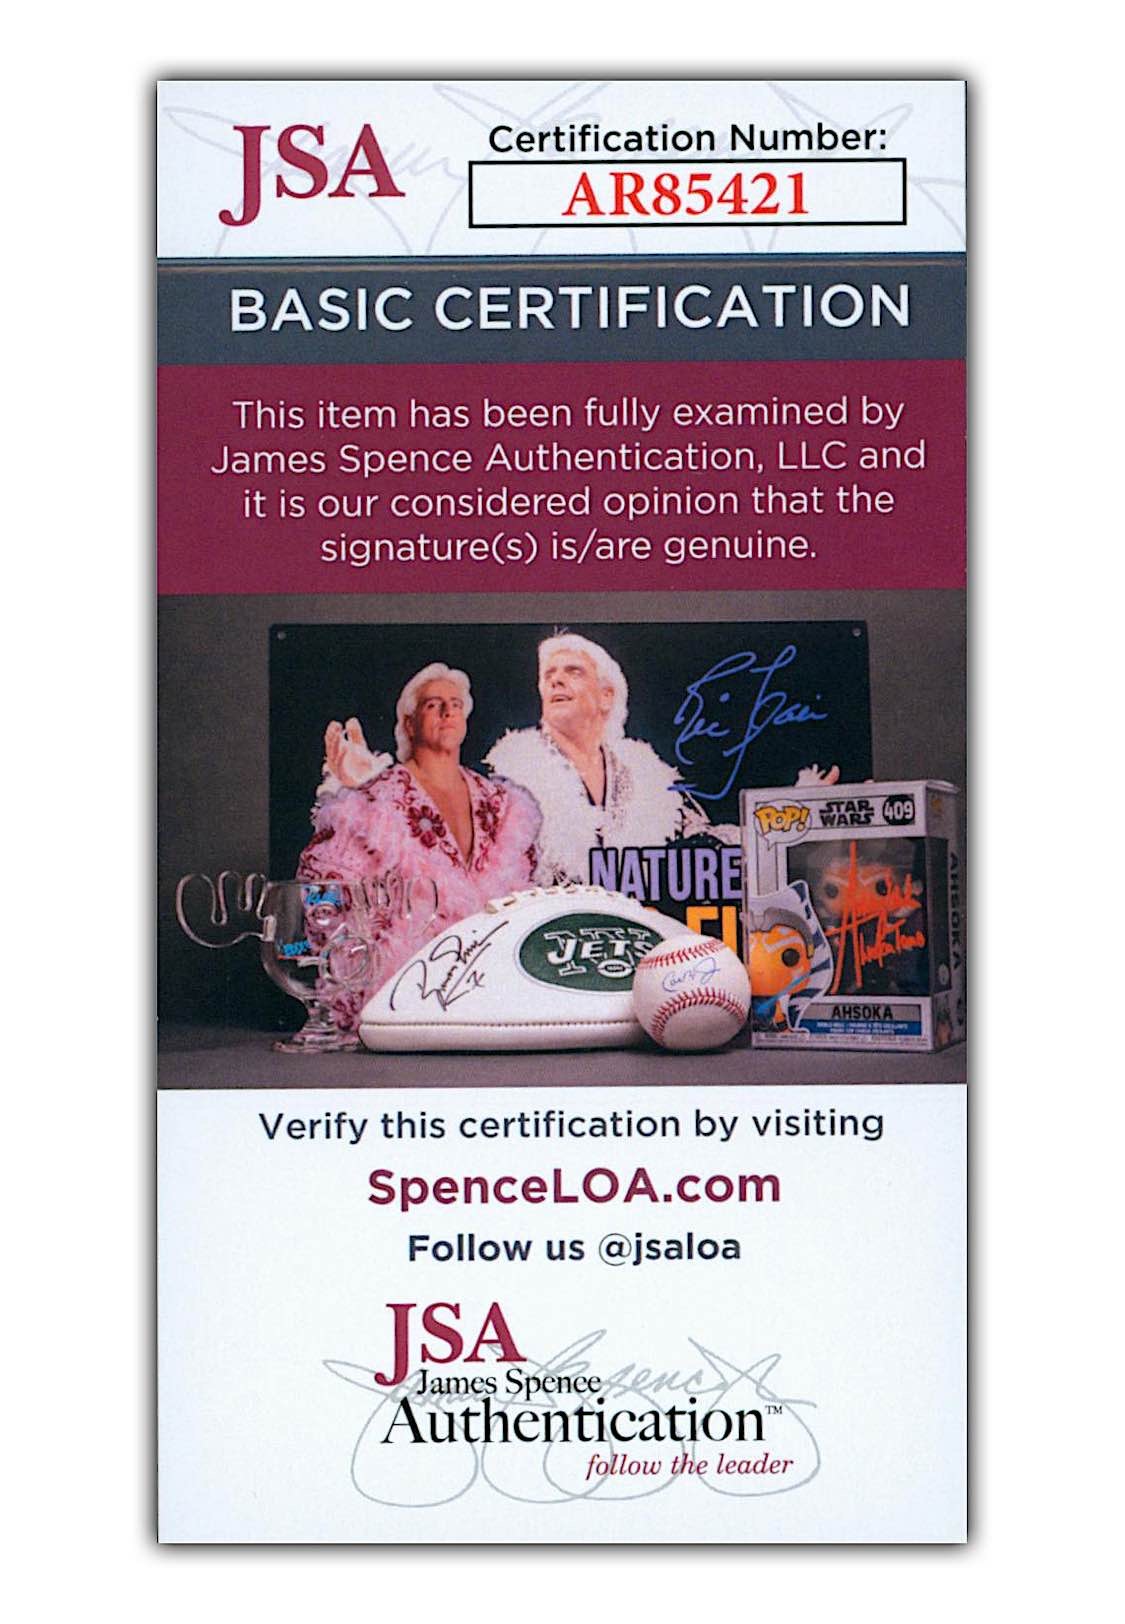 JSA
Certification Number:
AR85421
BASIC CERTIFICATION
This item has been fully examined by
James Spence Authentication, LLC and
it is our considered opinion that the
signature(s) is/are genuine.
NATURE
POP!
STAR
WARS
409
JETS
AHSOKA
AHSOKA
Verify this certification by visiting
SpenceLOA.com
Follow us @jsaloa
JSA
James Spence
Authentication™
follow the leader